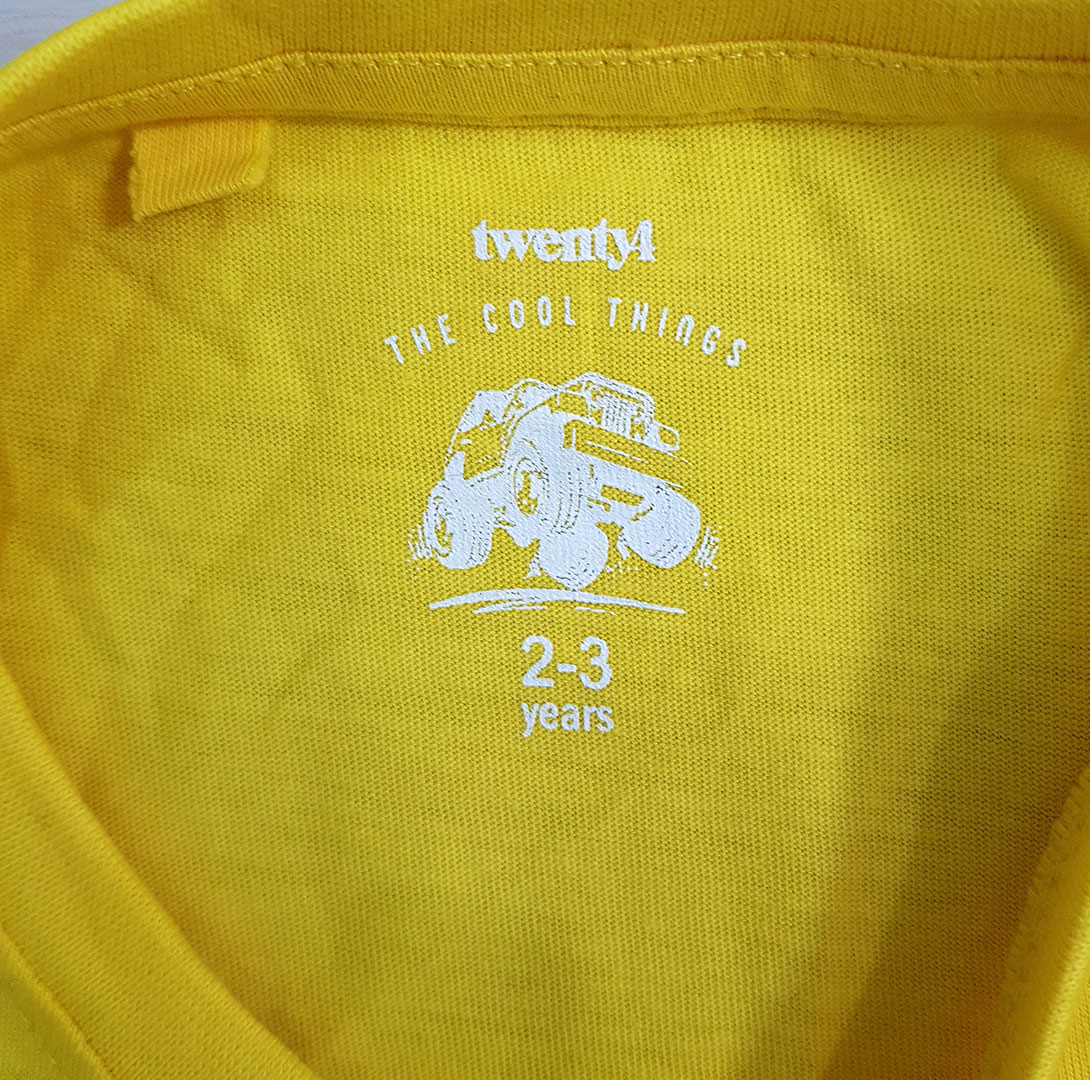 twenty4
THE COOL THINGS
2-3
years